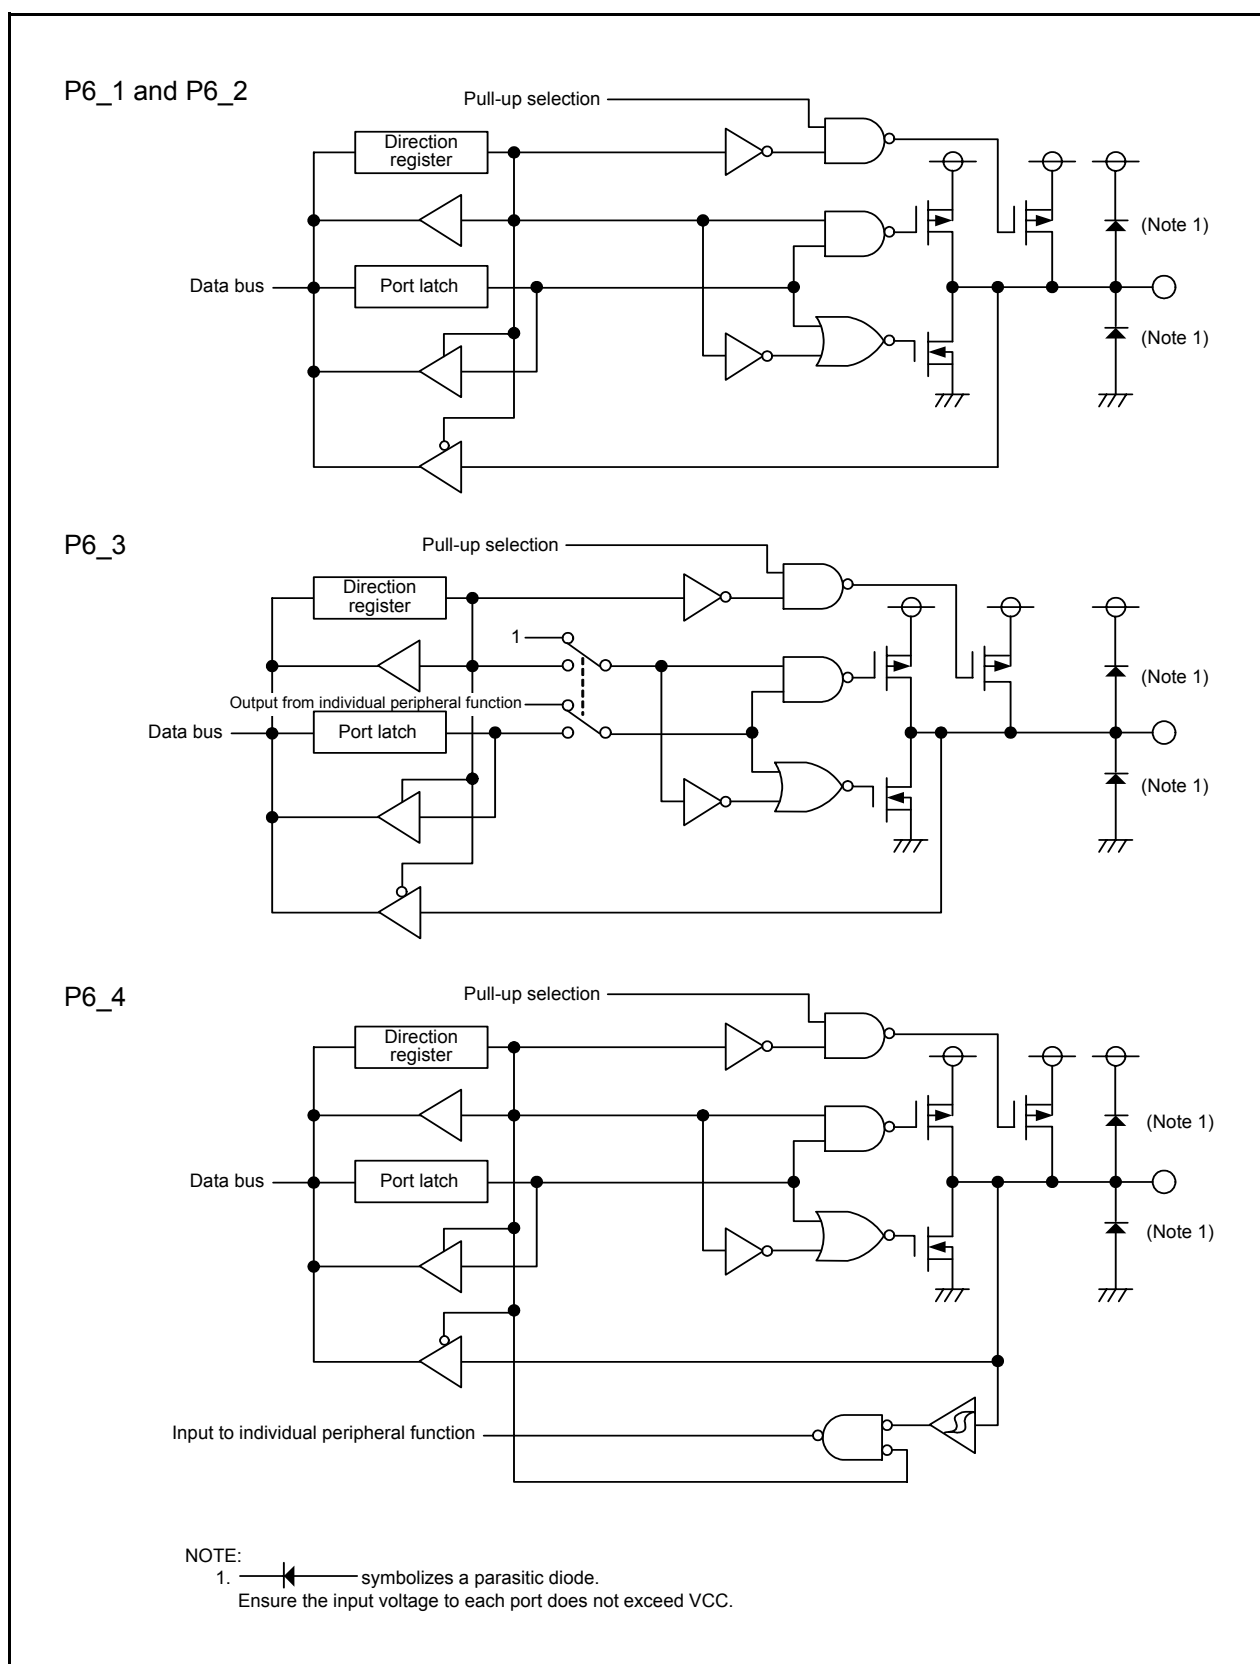 P6_1 and P6_2
Pull-up selection
Direction
register
(Note 1)
Data bus
Port latch
(Note 1)
P6_3
Pull-up selection
Direction
register
1
(Note 1)
Output from individual peripheral function
Data bus
Port latch
(Note 1)
P6_4
Pull-up selection
Direction
register
(Note 1)
Data bus
Port latch
(Note 1)
Input to individual peripheral function
NOTE:
1. symbolizes a parasitic diode.
Ensure the input voltage to each port does not exceed VCC.